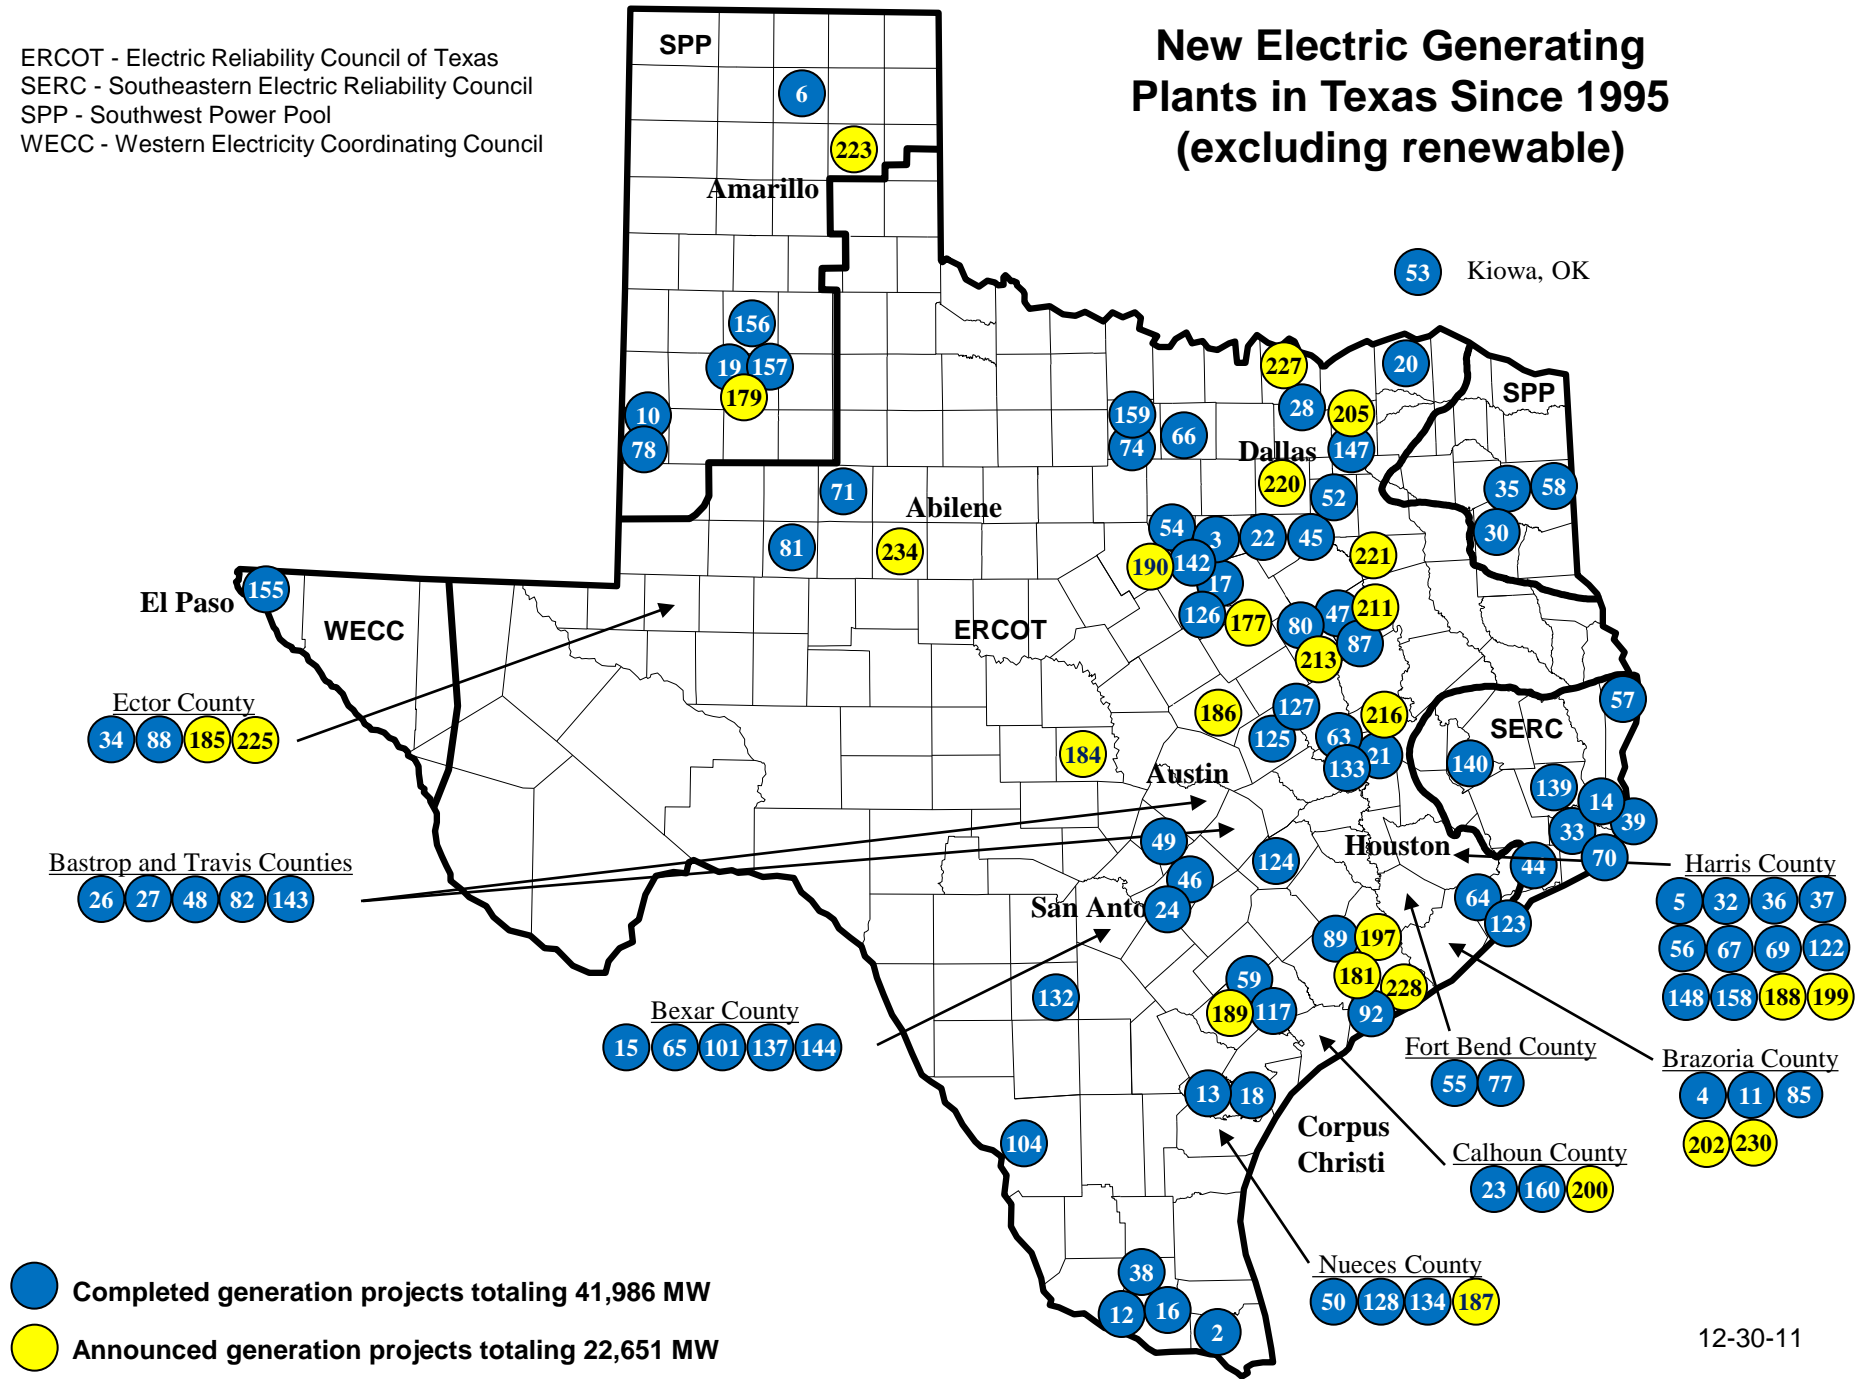 ERCOT - Electric Reliability Council of Texas
SERC - Southeastern Electric Reliability Council
SPP - Southwest Power Pool
WECC - Western Electricity Coordinating Council
New Electric Generating
Plants in Texas Since 1995
(excluding renewable)
SPP
6
223
Amarillo
53 Kiowa, OK
156
19 157
179
10
78
227
20
28
205
SPP
159
66
74
Dallas
147
220
52
35 58
30
71
Abilene
81
234
54
3
22
45
221
190
142
17
126
177
80
47
211
87
213
155
El Paso
WECC
ERCOT
Ector County
34 88 185 225
186
127
125
216
63
21
133
184
57
SERC
140
139
14
33
39
Austin
49
124
Houston
44
70
46
San Anto
24
64
123
Bastrop and Travis Counties
26 27 48 82 143
Harris County
5 32 36 37
56 67 69 122
148 158 188 199
89
197
181
228
92
59
189
117
132
Bexar County
15 65 101 137 144
Fort Bend County
55 77
Brazoria County
4 11 85
202 230
13 18
Corpus
Christi
104
Calhoun County
23 160 200
Nueces County
50 128 134 187
38
12
16
2
Completed generation projects totaling 41,986 MW
Announced generation projects totaling 22,651 MW
12-30-11